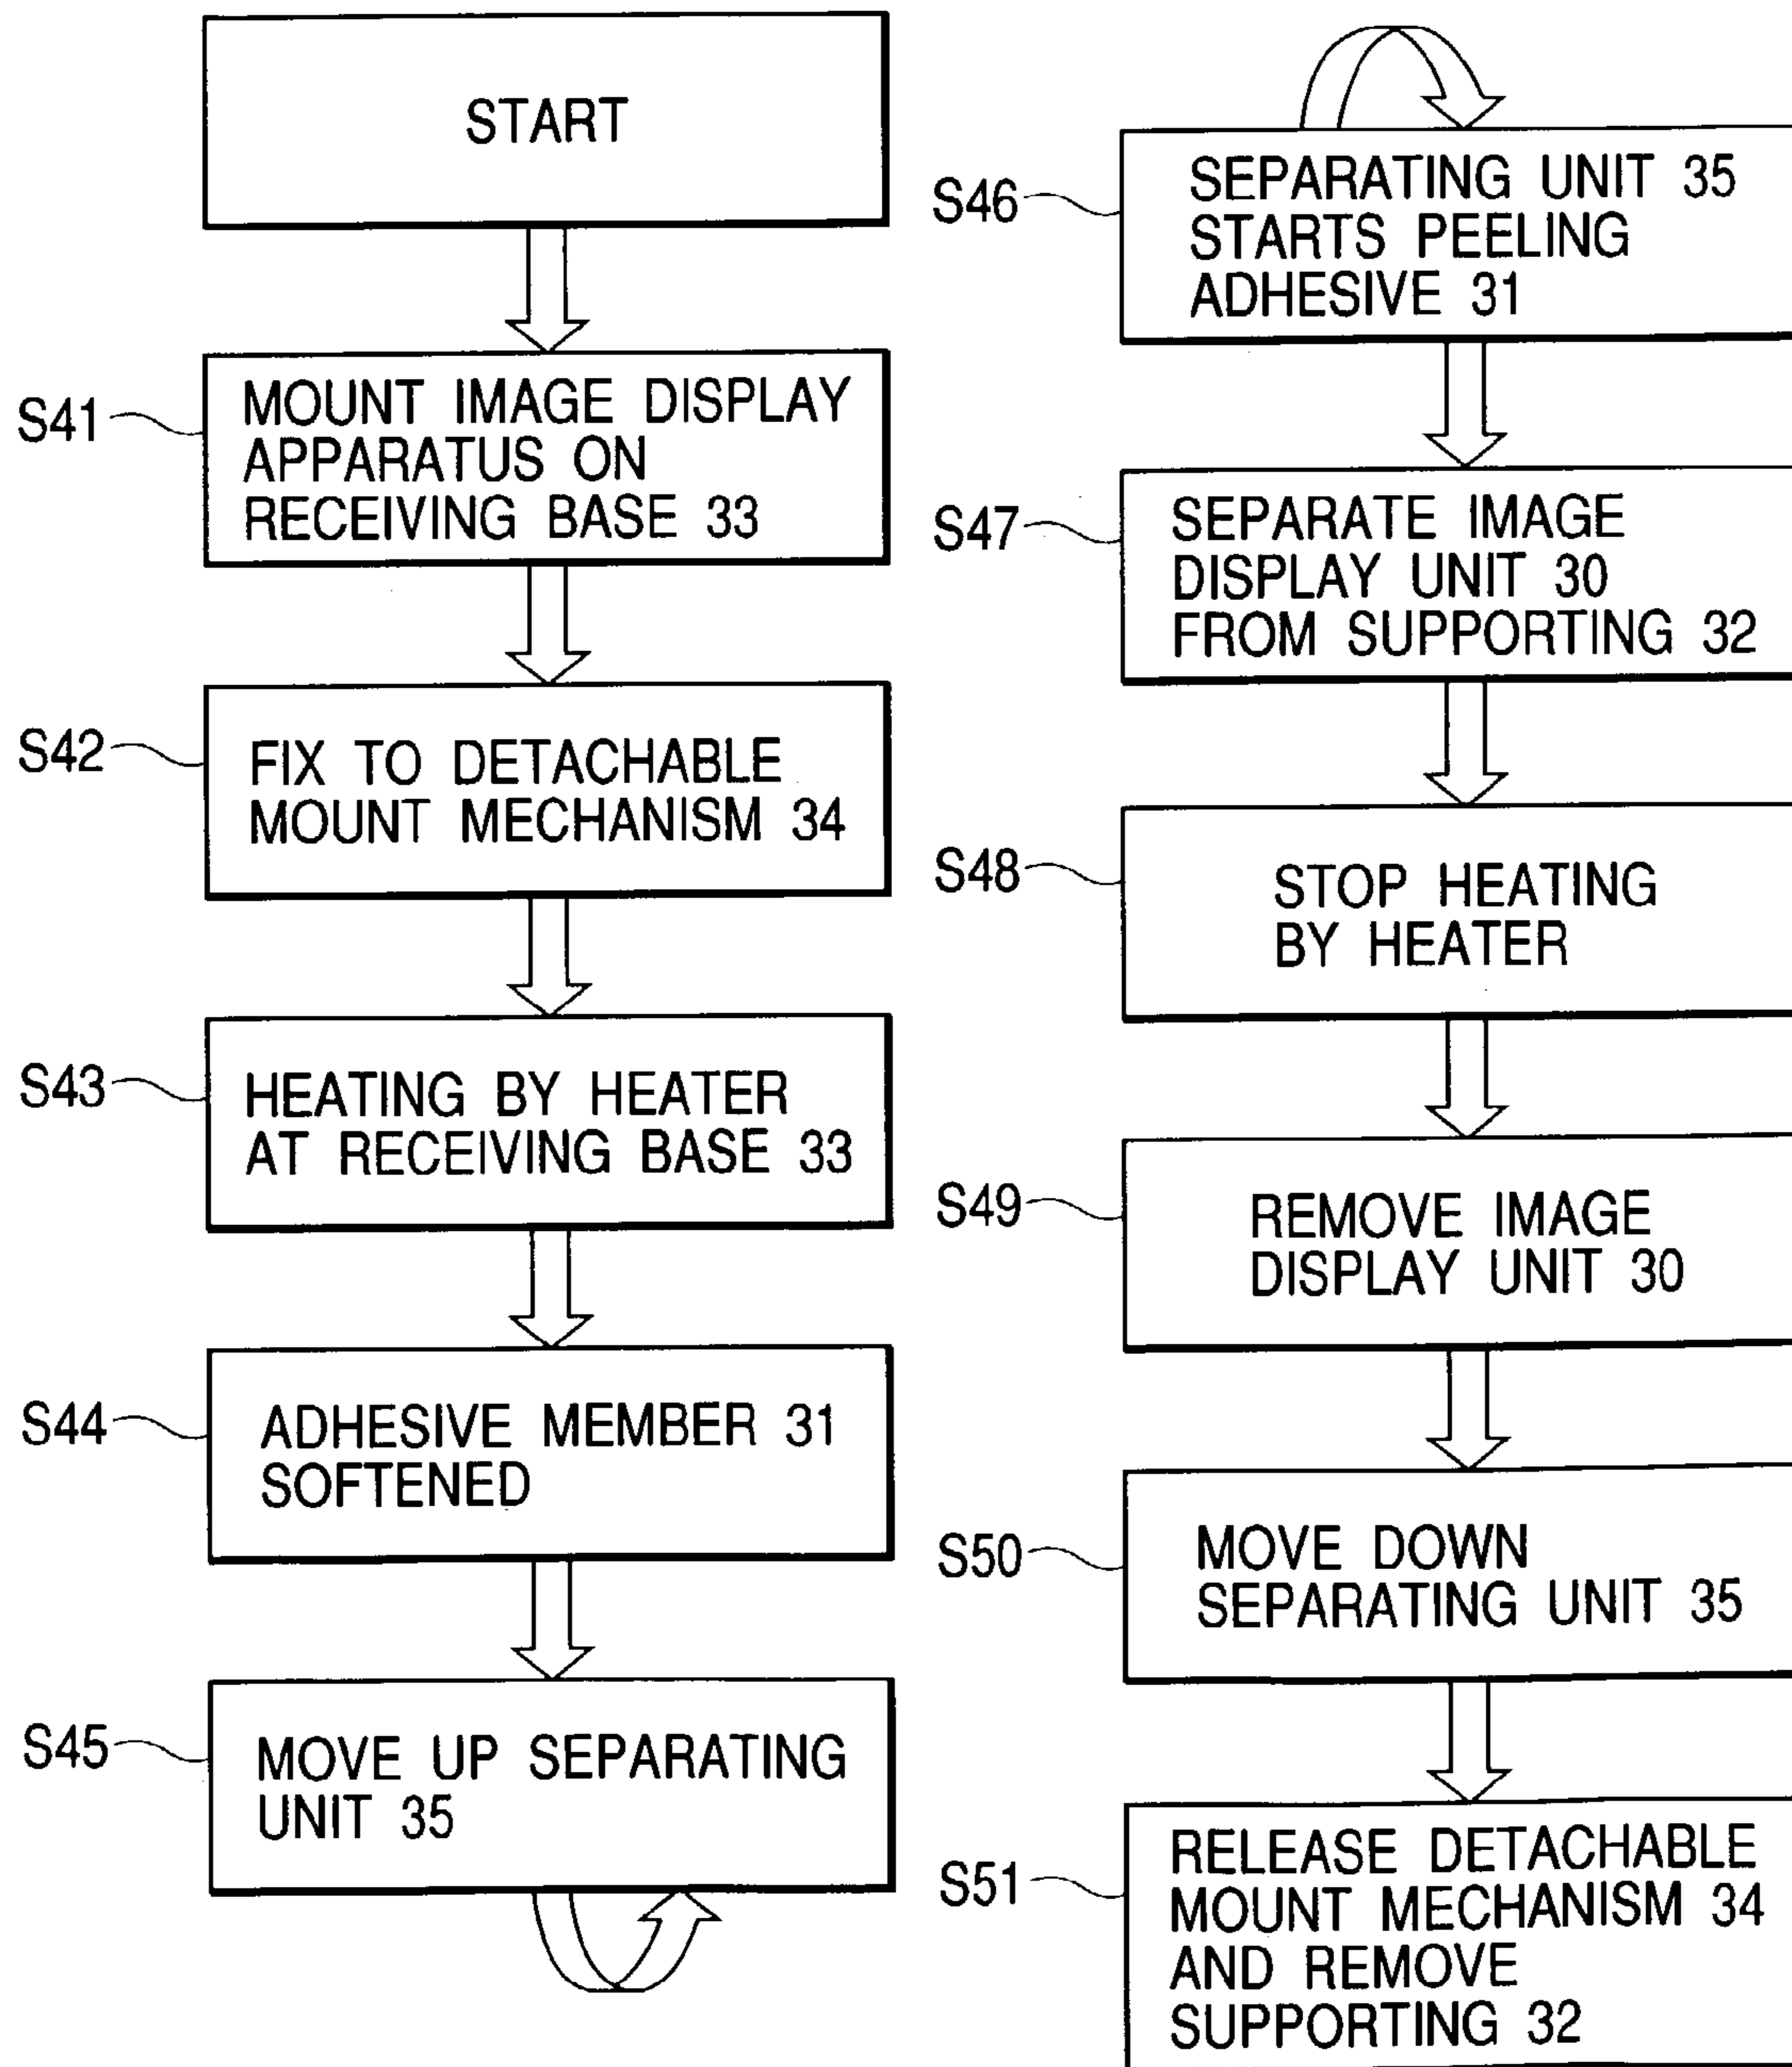 START
S41
MOUNT IMAGE DISPLAY
APPARATUS ON
RECEIVING BASE 33
S42
FIX TO DETACHABLE
MOUNT MECHANISM 34
S43
HEATING BY HEATER
AT RECEIVING BASE 33
S44
ADHESIVE MEMBER 31
SOFTENED
S45
MOVE UP SEPARATING
UNIT 35
S46
SEPARATING UNIT 35
STARTS PEELING
ADHESIVE 31
S47
SEPARATE IMAGE
DISPLAY UNIT 30
FROM SUPPORTING 32
S48
STOP HEATING
BY HEATER
S49
REMOVE IMAGE
DISPLAY UNIT 30
S50
MOVE DOWN
SEPARATING UNIT 35
S51
RELEASE DETACHABLE
MOUNT MECHANISM 34
AND REMOVE
SUPPORTING 32